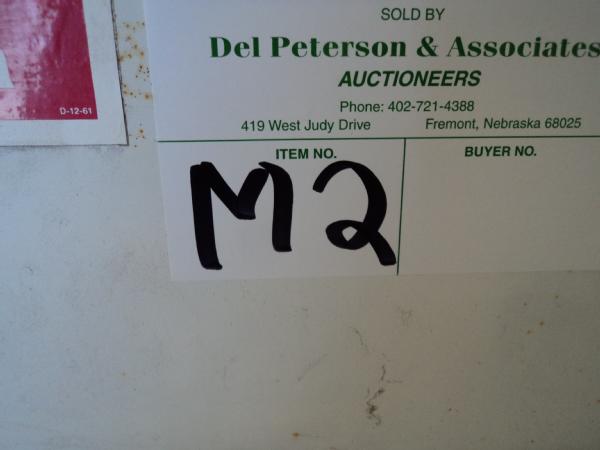 SOLD BY
Del Peterson & Associates
AUCTIONEERS
Phone: 402-721-4388
419 West Judy Drive Fremont, Nebraska 68025
ITEM NO. BUYER NO.
M2
D-12-61